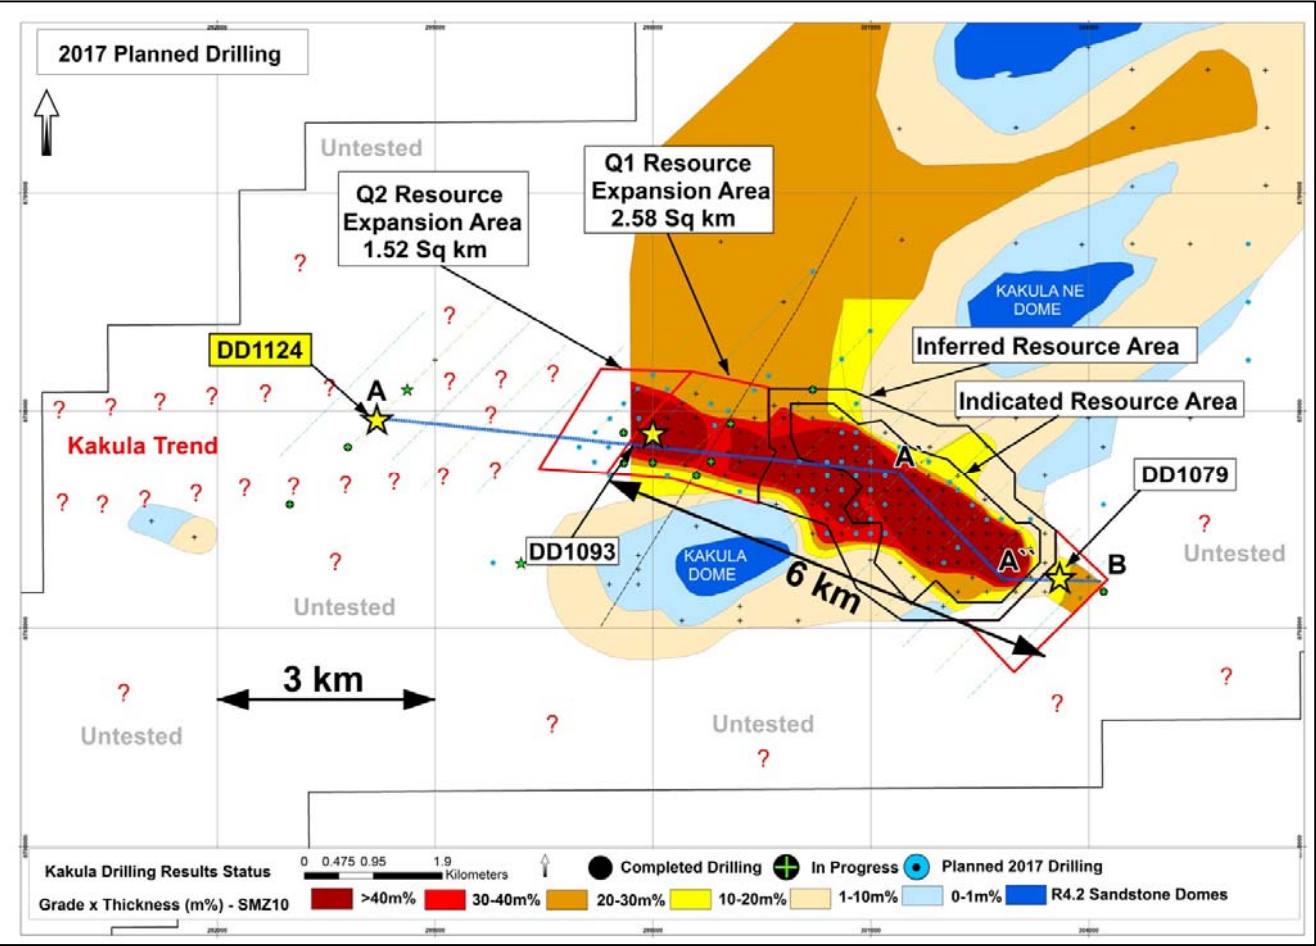 2017 Planned Drilling
Untested
Q1 Resource
Expansion Area
2.58 Sq km
Q2 Resource
Expansion Area
1.52 Sq km
KAKULA NE
DOME
?
?
DD1124
A
Inferred Resource Area
Indicated Resource Area
? ? ? ? ? ? ? ? ? ?
Kakula Trend
A`
DD1079
? ? ? ? ? ? ? ? ? ?
DD1093
KAKULA
DOME
6 km
A``
B
?
Untested
?
Untested
3 km
?
Untested
?
Untested
?
?
?
Kakula Drilling Results Status
0 0.475 0.95 1.9
Kilometers
Completed Drilling
In Progress
Planned 2017 Drilling
Grade x Thickness (m%) - SMZ10
>40m%
30-40m%
20-30m%
10-20m%
1-10m%
0-1m%
R4.2 Sandstone Domes